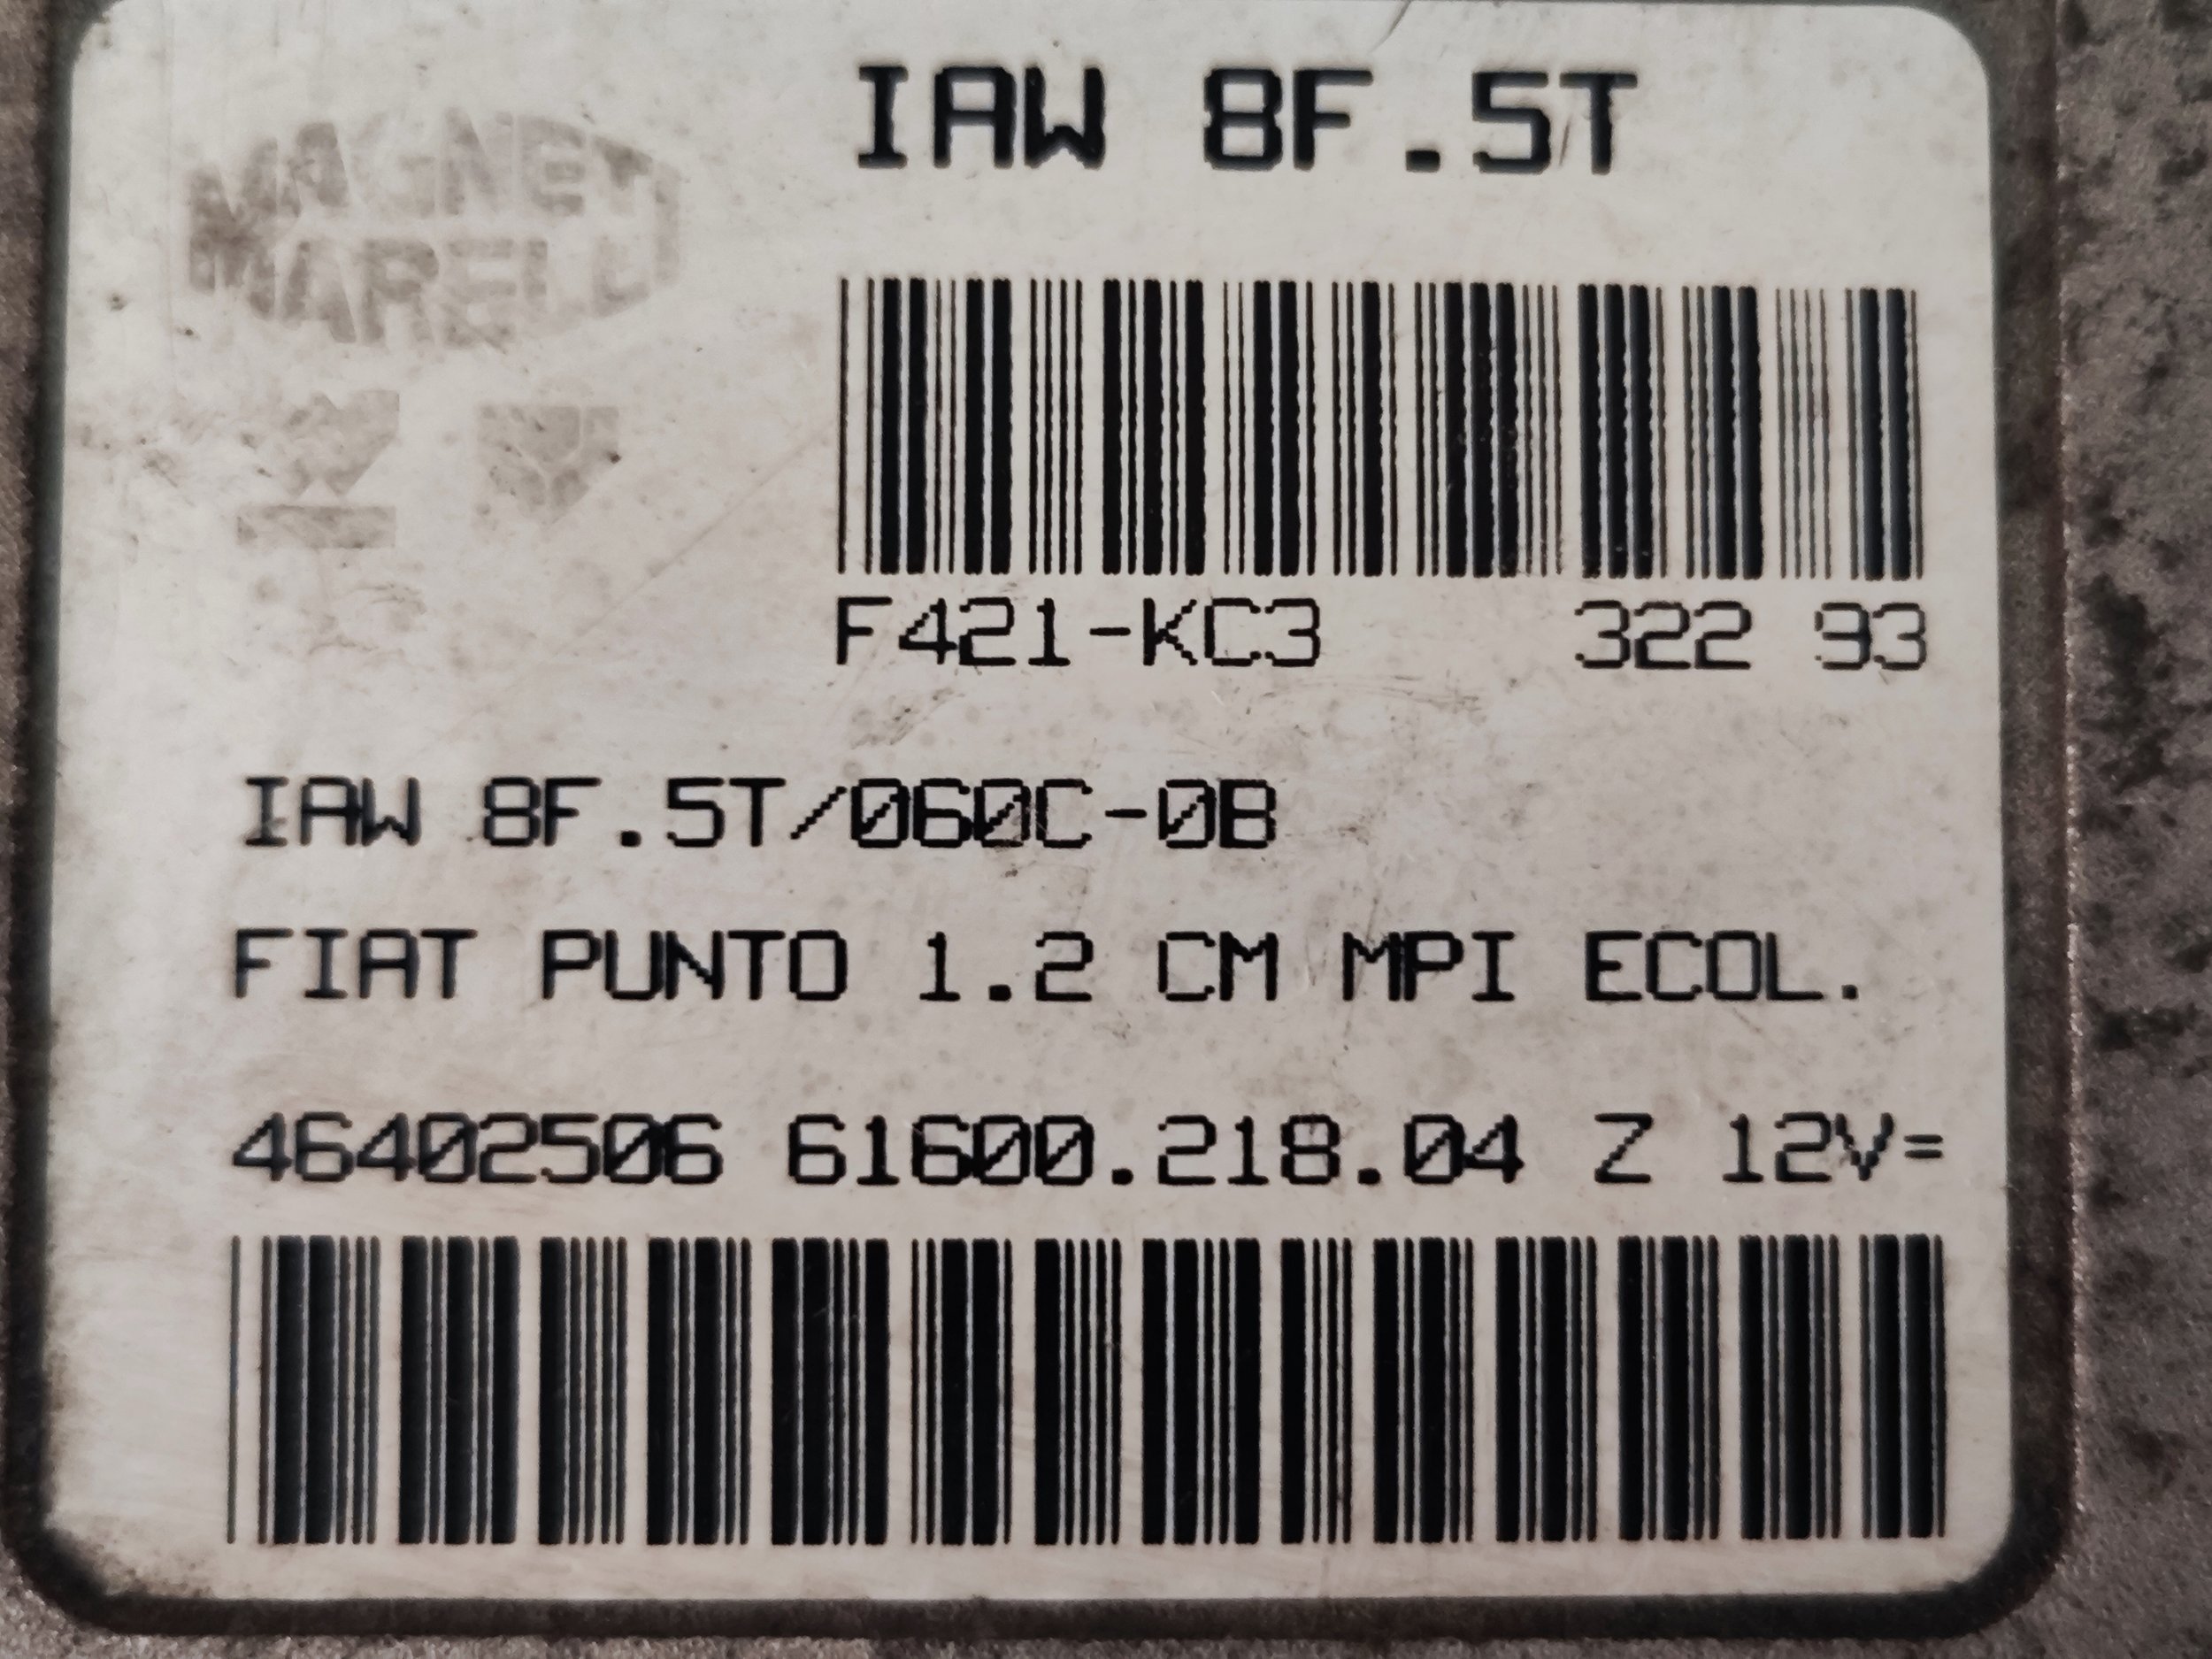 MAGNETI
MARELLI
IAW 8F.5T
F421-KC3 322 93
IAW 8F.5T/060C-0B
FIAT PUNTO 1.2 CM MPI ECOL.
46402506 61600.218.04 Z 12V=